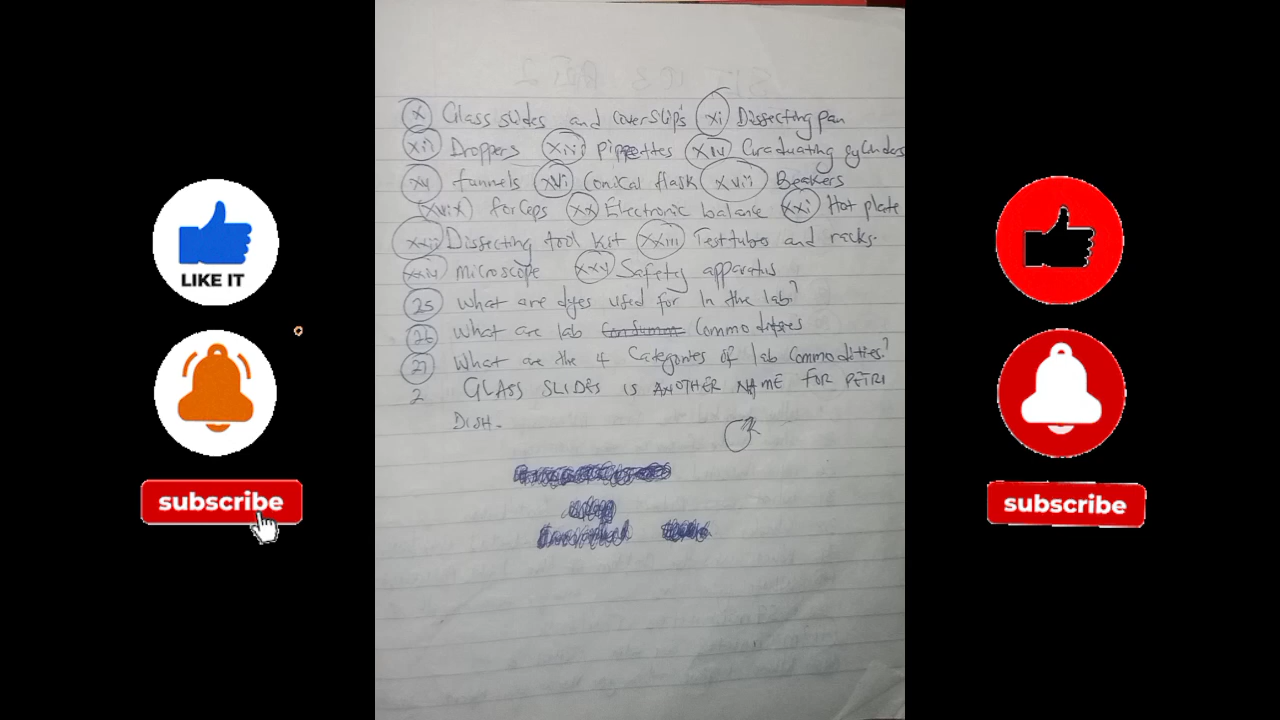 x Glass slides and coverslip's xi Dissecting pan
xii Droppers xiii pippettes xiv Graduating cylinders
xv funnels xvi Conical flask xvii Beakers
xvix forceps xx Electronic balance xxi Hot plate
xxii Dissecting tool kit xxiii Test tubes and racks.
xxiv microscope xxv Safety apparatus
25 What are dyes used for in the lab?
26 What are lab commodities
27 What are the 4 Categories of lab commodities?
2 GLASS SLIDES IS ANOTHER NAME FOR PETRI
DISH.
LIKE IT
subscribe
subscribe